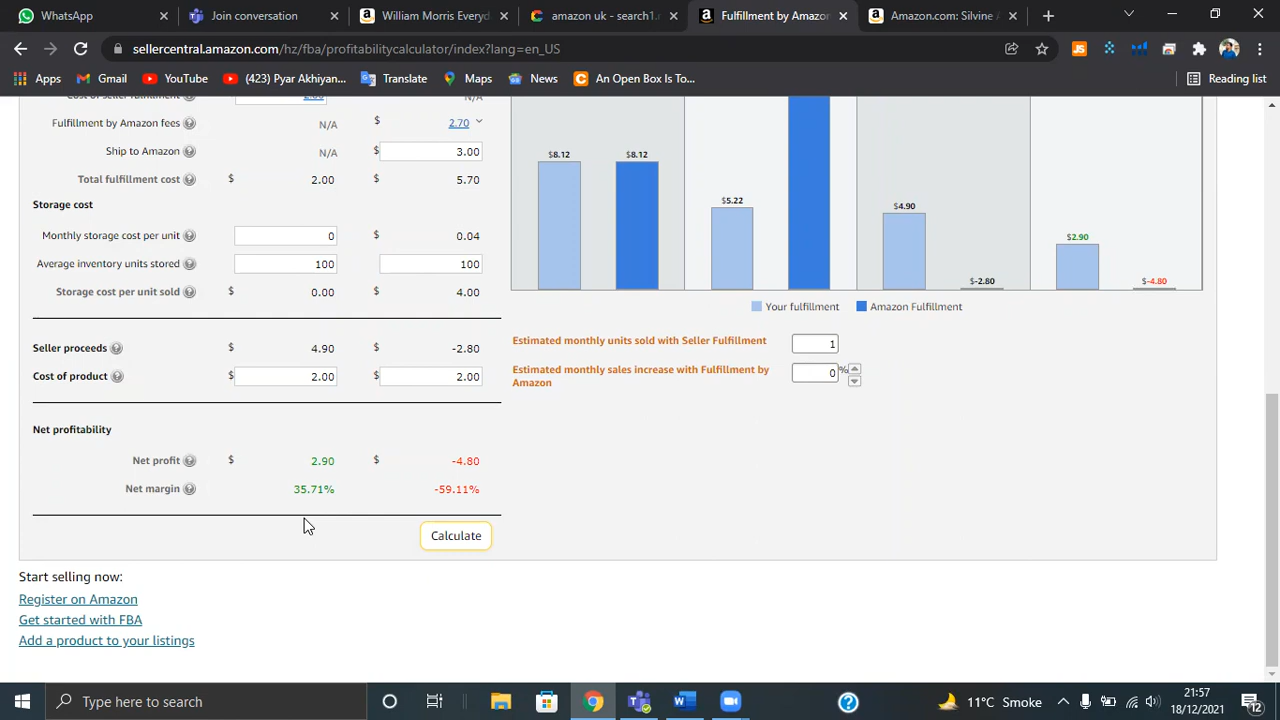 WhatsApp
Join conversation
William Morris: Everyd
amazon uk - search1.r
Fulfillment by Amazo
Amazon.com: Silvine A
sellercentral.amazon.com/hz/fba/profitabilitycalculator/index?lang=en_US
Apps Gmail YouTube (423) Pyar Akhiyan... Translate Maps News An Open Box Is To... Reading list
Cost of seller fulfillment 2.00 N/A
Fulfillment by Amazon fees N/A $ 2.70
Ship to Amazon N/A $ 3.00
Total fulfillment cost $ 2.00 $ 5.70
Storage cost
Monthly storage cost per unit 0 $ 0.04
Average inventory units stored 100 100
Storage cost per unit sold $ 0.00 $ 4.00
Seller proceeds $ 4.90 $ -2.80
Cost of product $ 2.00 $ 2.00
Net profitability
Net profit $ 2.90 $ -4.80
Net margin 35.71% -59.11%
Calculate
$8.12 $8.12 $5.22 $4.90 $-2.80 $2.90 $-4.80
Your fulfillment Amazon Fulfillment
Estimated monthly units sold with Seller Fulfillment 1
Estimated monthly sales increase with Fulfillment by 0 %
Amazon
Start selling now:
Register on Amazon
Get started with FBA
Add a product to your listings
Type here to search
11°C Smoke
21:57
18/12/2021
12